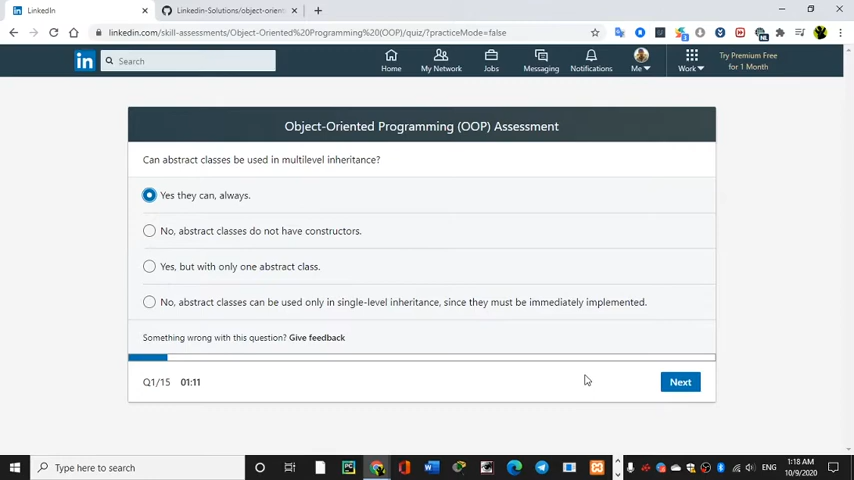 LinkedIn
Linkedin-Solutions/object-orient
linkedin.com/skill-assessments/Object-Oriented%20Programming%20(OOP)/quiz/?practiceMode=false
in
Search
Home
My Network
Jobs
Messaging
Notifications
Me
Work
Try Premium Free
for 1 Month
Object-Oriented Programming (OOP) Assessment
Can abstract classes be used in multilevel inheritance?
Yes they can, always.
No, abstract classes do not have constructors.
Yes, but with only one abstract class.
No, abstract classes can be used only in single-level inheritance, since they must be immediately implemented.
Something wrong with this question? Give feedback
Q1/15 01:11
Next
Type here to search
PC
ENG
1:18 AM
10/9/2020